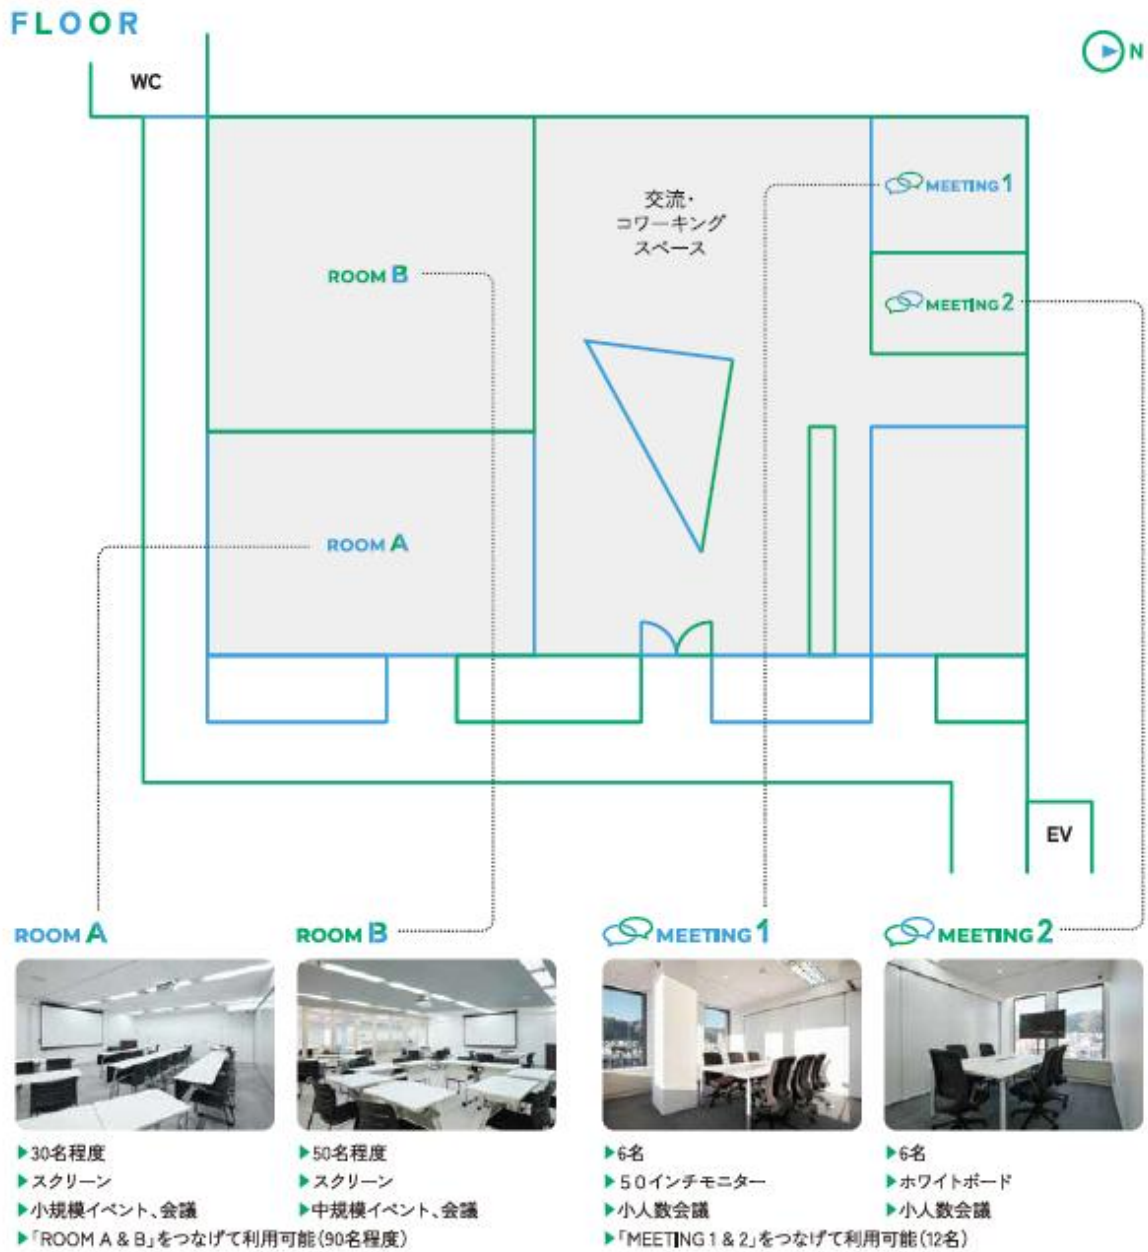 FLOOR
N
WC
MEETING 1
交流・
コワーキング
スペース
ROOM B
MEETING 2
ROOM A
EV
ROOM A
ROOM B
MEETING 1
MEETING 2
▶30名程度
▶スクリーン
▶小規模イベント、会議
▶「ROOM A & B」をつなげて利用可能(90名程度)
▶50名程度
▶スクリーン
▶中規模イベント、会議
▶6名
▶50インチモニター
▶小人数会議
▶「MEETING 1 & 2」をつなげて利用可能(12名)
▶6名
▶ホワイトボード
▶小人数会議